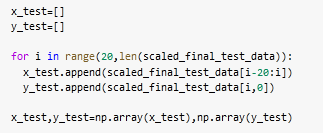 x_test=[]
y_test=[]
for i in range(20,len(scaled_final_test_data)):
  x_test.append(scaled_final_test_data[i-20:i])
  y_test.append(scaled_final_test_data[i,0])
x_test,y_test=np.array(x_test),np.array(y_test)